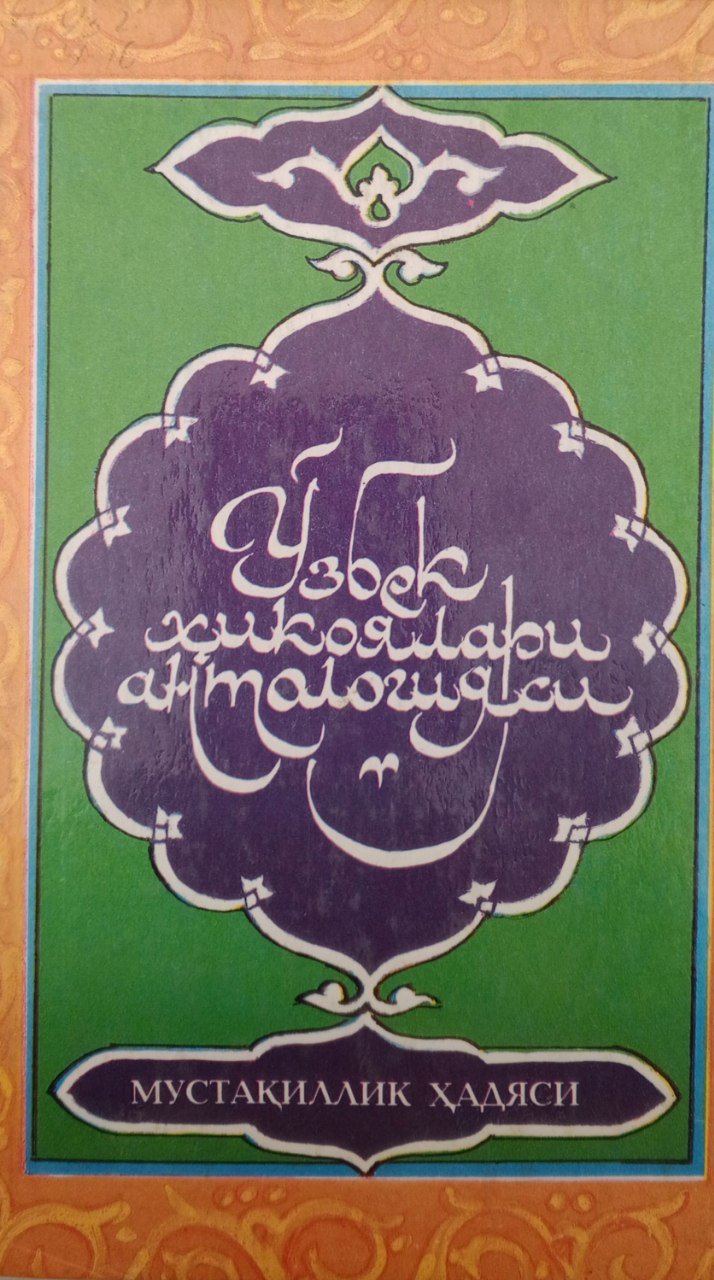 Ўзбек
ҳикоялари
антологияси
МУСТАҚИЛЛИК ҲАДЯСИ